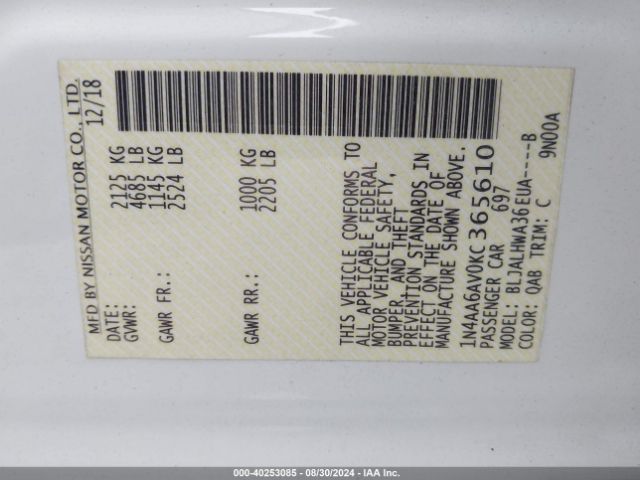 MFD BY NISSAN MOTOR CO., LTD.
DATE: 12/18
GVWR: 2125 KG
4685 LB
GAWR FR.: 1145 KG
2524 LB
GAWR RR.: 1000 KG
2205 LB
THIS VEHICLE CONFORMS TO
ALL APPLICABLE FEDERAL
MOTOR VEHICLE SAFETY,
BUMPER, AND THEFT
PREVENTION STANDARDS IN
EFFECT ON THE DATE OF
MANUFACTURE SHOWN ABOVE.
1N4AA6AV0KC365610
PASSENGER CAR 697
MODEL: BLJALHWA36EUA----B
COLOR: QAB TRIM: C 9N00A
000-40253085 - 08/30/2024 - IAA Inc.